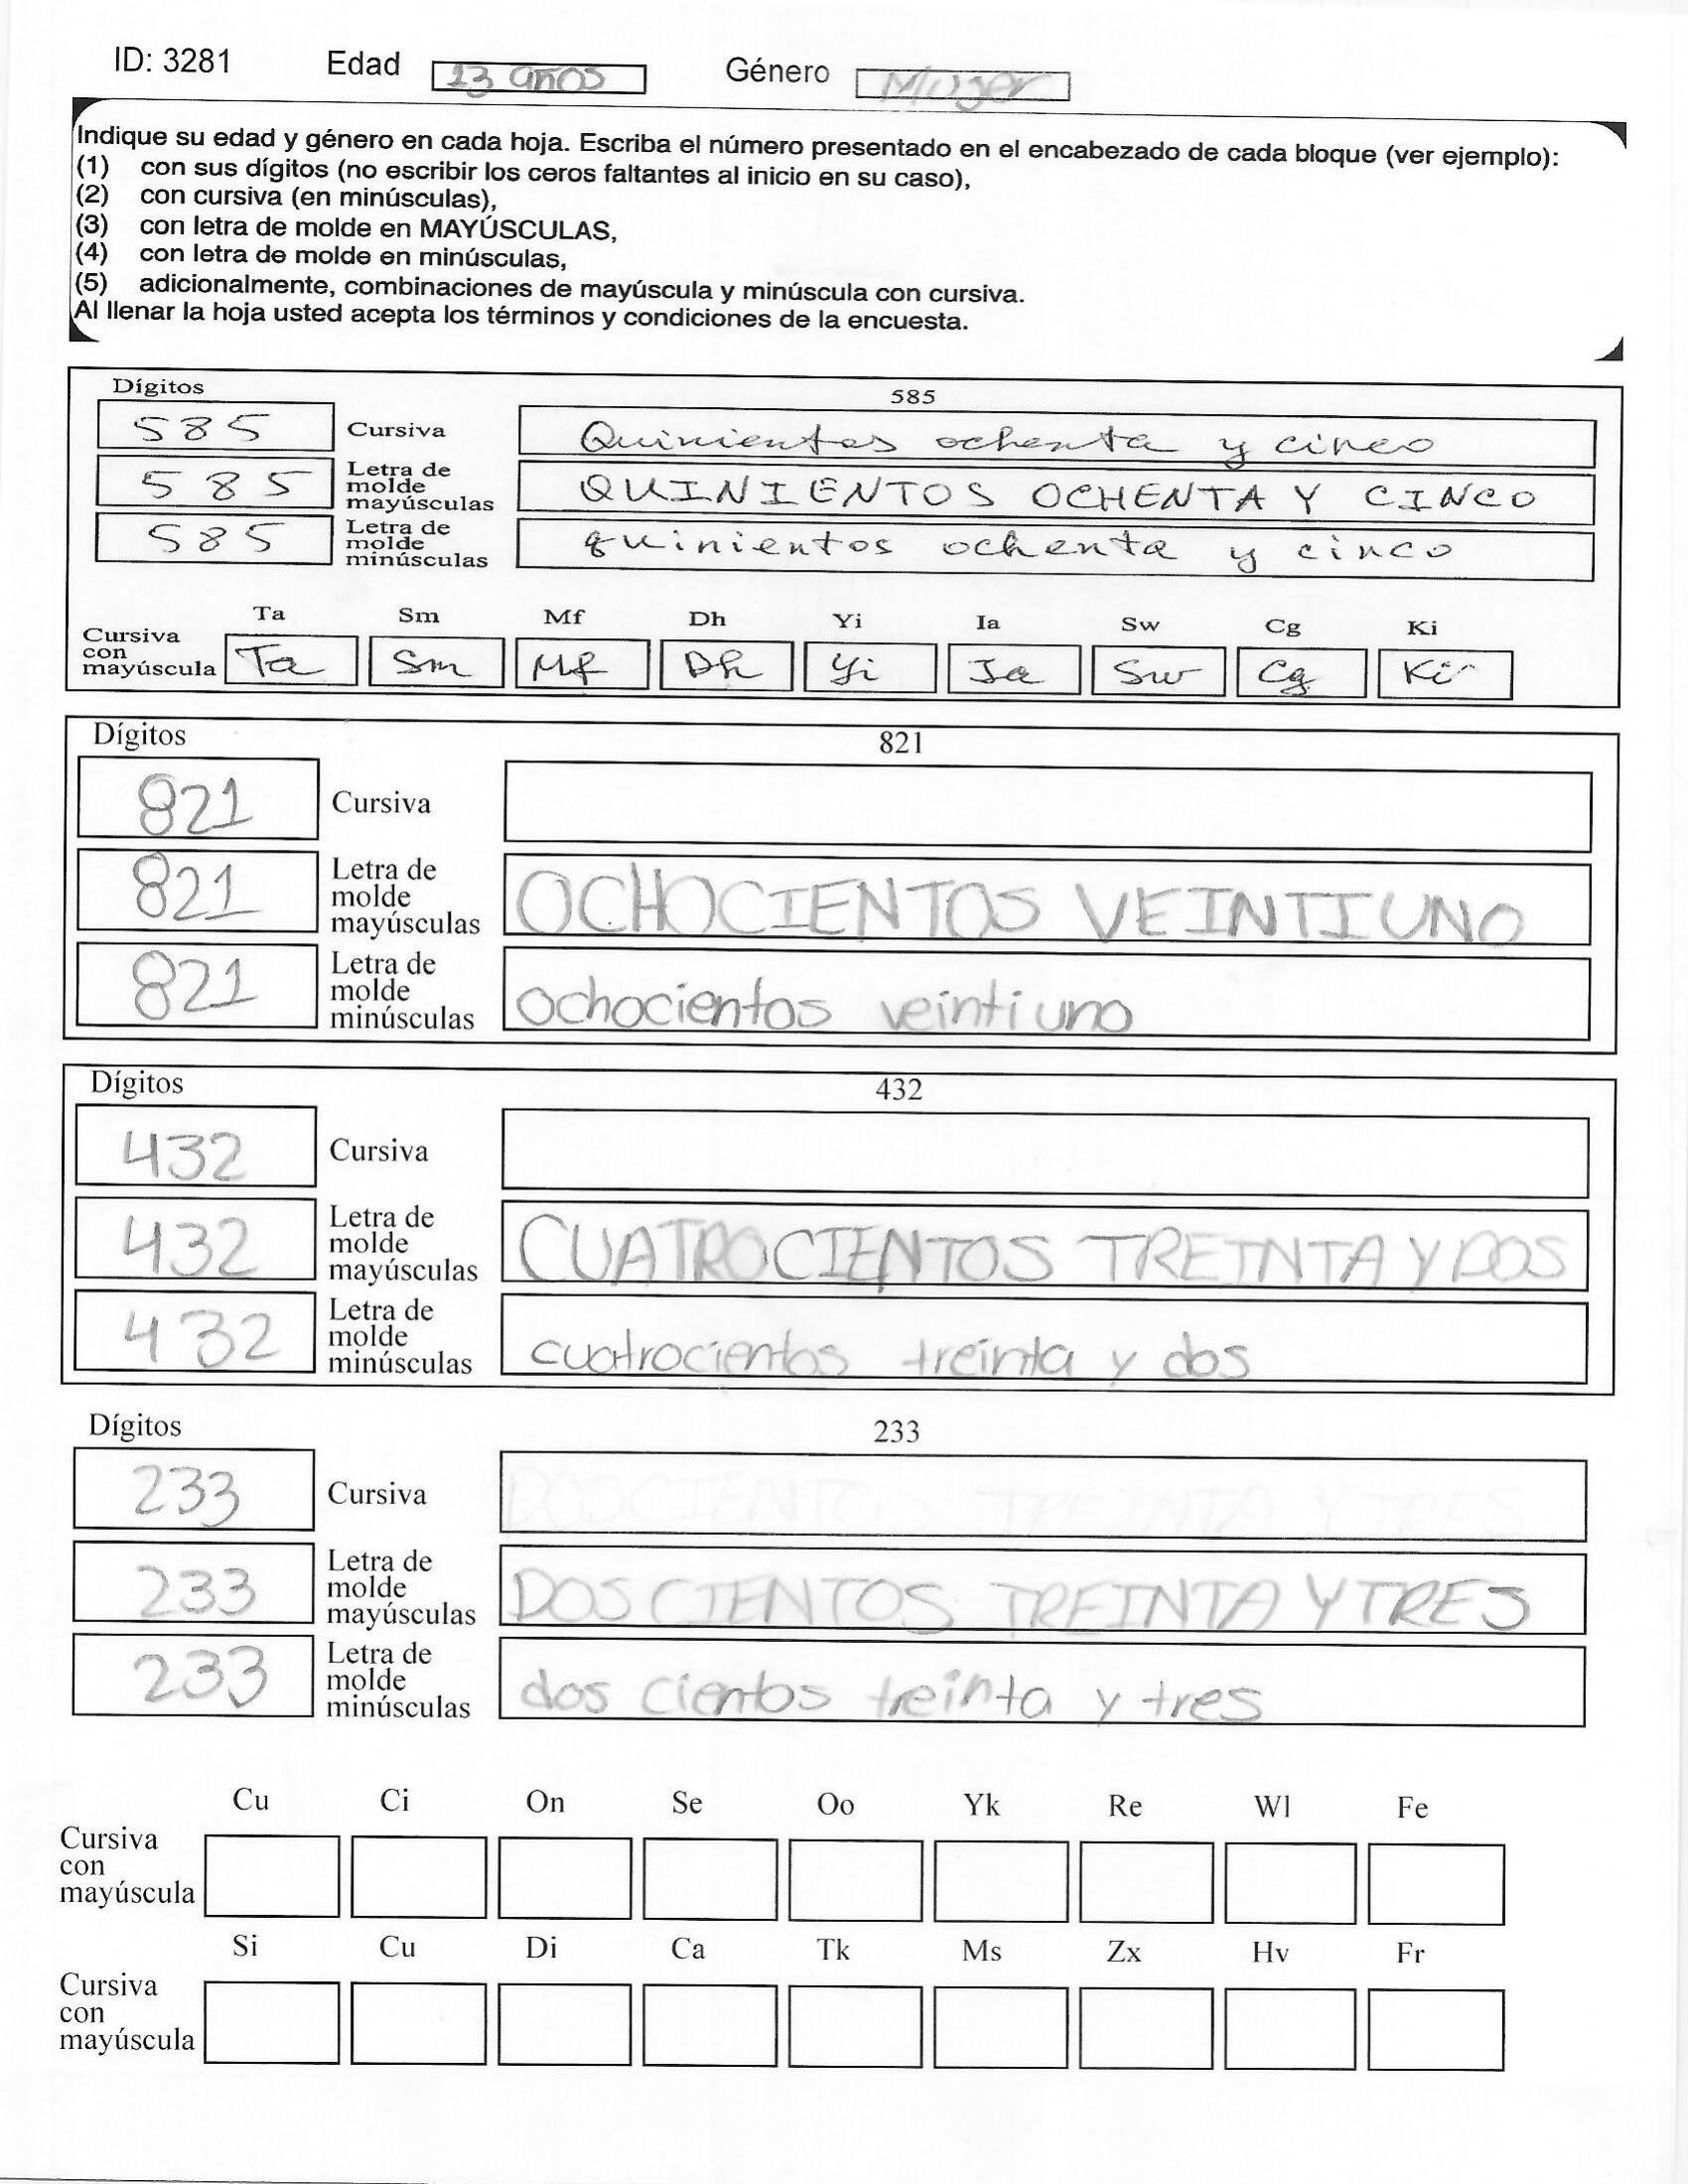 ID: 3281 Edad 13 años Género Muger
Indique su edad y género en cada hoja. Escriba el número presentado en el encabezado de cada bloque (ver ejemplo):
(1) con sus dígitos (no escribir los ceros faltantes al inicio en su caso),
(2) con cursiva (en minúsculas),
(3) con letra de molde en MAYÚSCULAS,
(4) con letra de molde en minúsculas,
(5) adicionalmente, combinaciones de mayúscula y minúscula con cursiva.
Al llenar la hoja usted acepta los términos y condiciones de la encuesta.
Dígitos 585
585 Cursiva Quinientos ochenta y cinco
585 Letra de molde mayúsculas QUINIENTOS OCHENTA Y CINCO
585 Letra de molde minúsculas quinientos ochenta y cinco
Ta Sm Mf Dh Yi Ia Sw Cg Ki
Cursiva con mayúscula Ta Sm Mf Dh Yi Ia Sw Cg Ki
Dígitos 821
821 Cursiva
821 Letra de molde mayúsculas OCHOCIENTOS VEINTIUNO
821 Letra de molde minúsculas ochocientos veintiuno
Dígitos 432
432 Cursiva
432 Letra de molde mayúsculas CUATROCIENTOS TREINTA Y DOS
432 Letra de molde minúsculas cuatrocientos treinta y dos
Dígitos 233
233 Cursiva DOSCIENTOS TREINTA Y TRES
233 Letra de molde mayúsculas DOSCIENTOS TREINTA Y TRES
233 Letra de molde minúsculas dos cientos treinta y tres
Cu Ci On Se Oo Yk Re Wl Fe
Cursiva con mayúscula
Si Cu Di Ca Tk Ms Zx Hv Fr
Cursiva con mayúscula